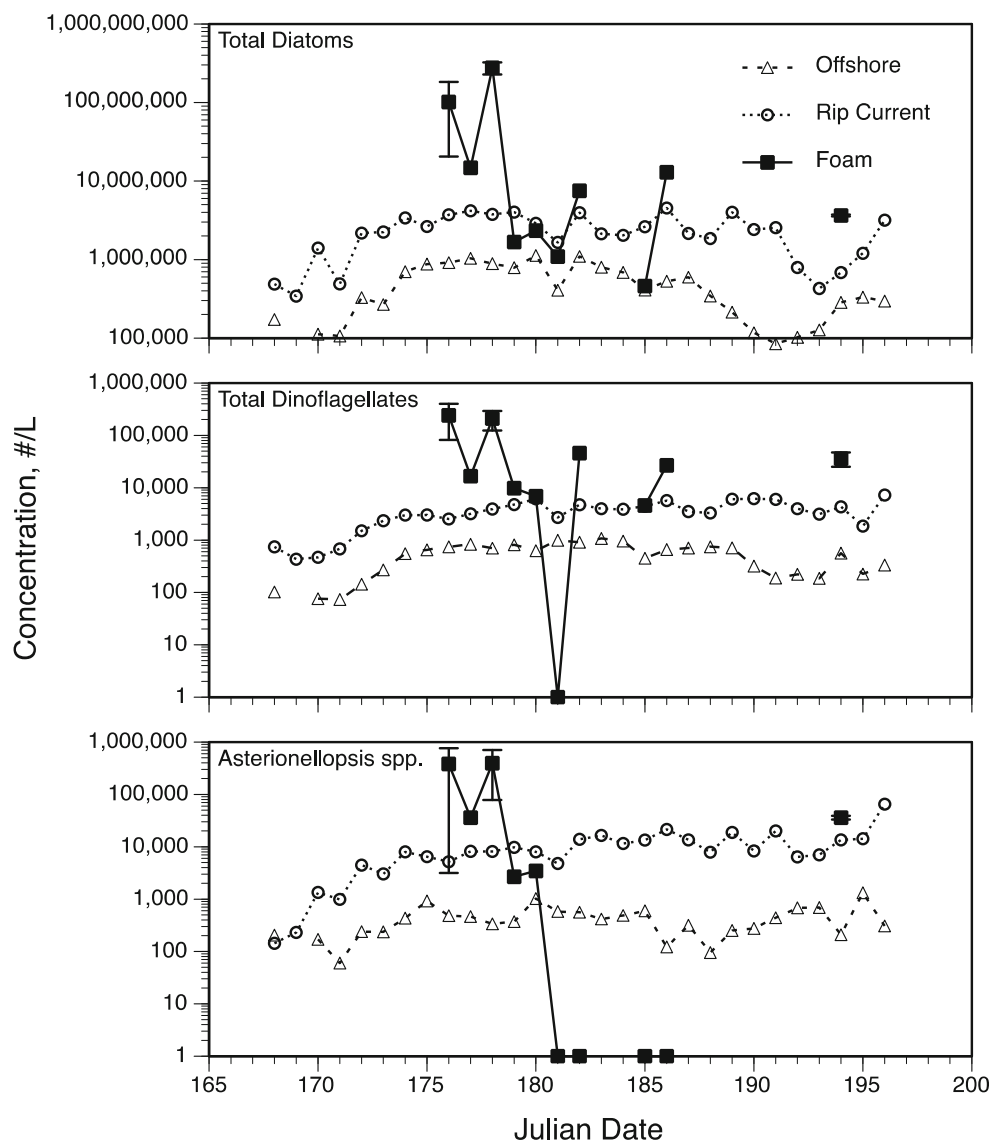 1,000,000,000
Total Diatoms
Offshore
100,000,000
Rip Current
Foam
10,000,000
1,000,000
100,000
1,000,000
Total Dinoflagellates
100,000
10,000
1,000
100
10
1
Concentration, #/L
1,000,000
Asterionellopsis spp.
100,000
10,000
1,000
100
10
1
165 170 175 180 185 190 195 200
Julian Date